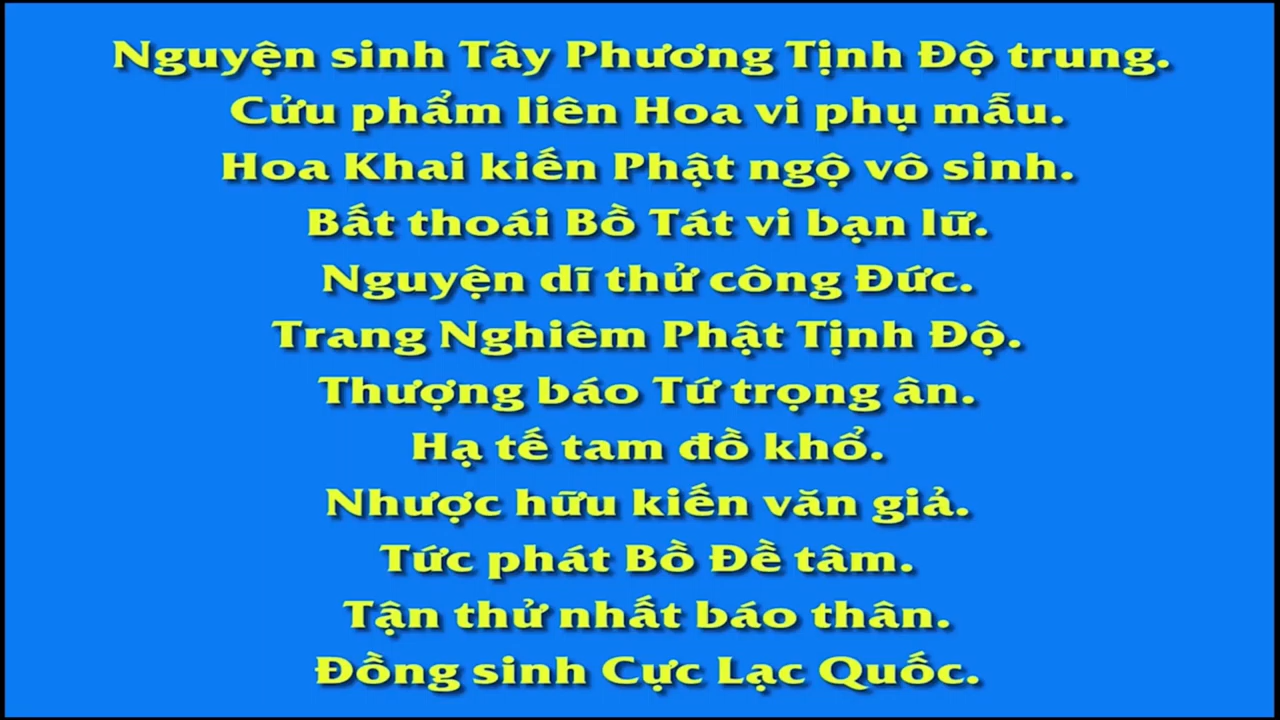 Nguyện sinh Tây Phương Tịnh Độ trung.
Cửu phẩm liên Hoa vi phụ mẫu.
Hoa Khai kiến Phật ngộ vô sinh.
Bất thoái Bồ Tát vi bạn lữ.
Nguyện dĩ thử công Đức.
Trang Nghiêm Phật Tịnh Độ.
Thượng báo Tứ trọng ân.
Hạ tế tam đồ khổ.
Nhược hữu kiến văn giả.
Tức phát Bồ Đề tâm.
Tận thử nhất báo thân.
Đồng sinh Cực Lạc Quốc.